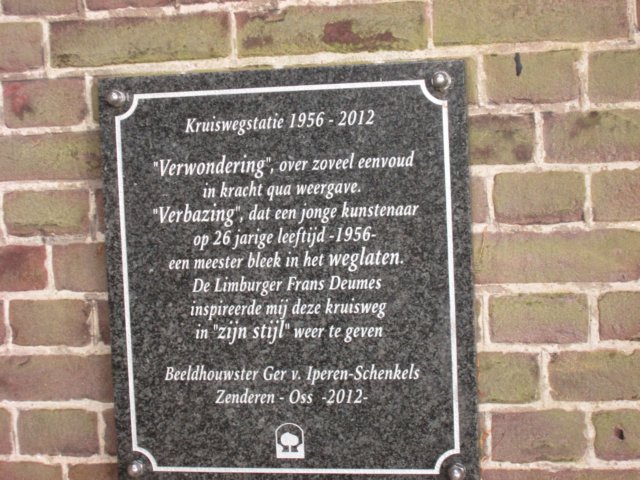 Kruiswegstatie 1956 - 2012
"Verwondering", over zoveel eenvoud
in kracht qua weergave.
"Verbazing", dat een jonge kunstenaar
op 26 jarige leeftijd -1956-
een meester bleek in het weglaten.
De Limburger Frans Deumes
inspireerde mij deze kruisweg
in "zijn stijl" weer te geven
Beeldhouwster Ger v. Iperen-Schenkels
Zenderen - Oss -2012-